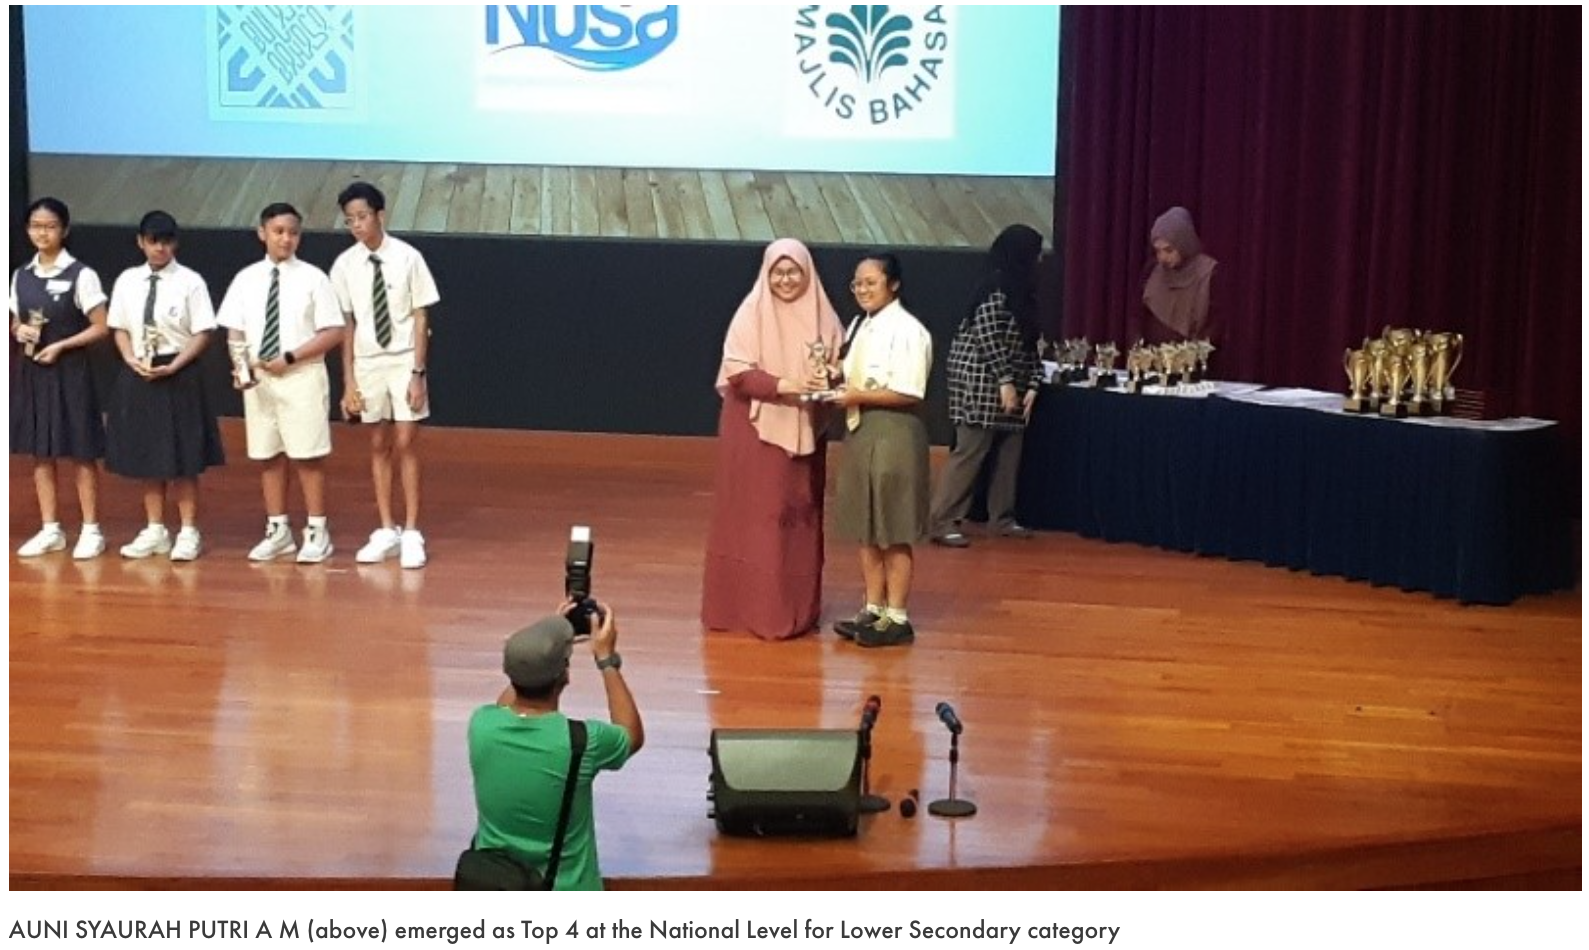 Nusa
MAJLIS BAHASA
AUNI SYAURAH PUTRI A M (above) emerged as Top 4 at the National Level for Lower Secondary category